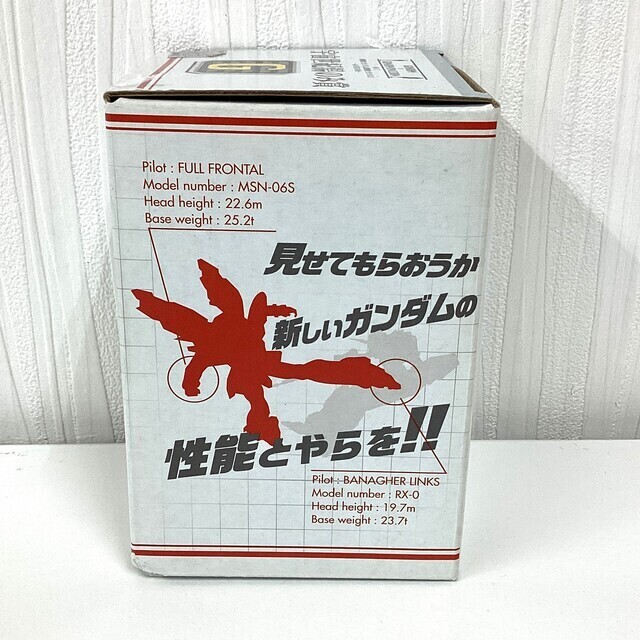 Pilot : FULL FRONTAL
Model number : MSN-06S
Head height : 22.6m
Base weight : 25.2t
見せてもらおうか
新しいガンダムの
性能とやらを!!
Pilot : BANAGHER LINKS
Model number : RX-0
Head height : 19.7m
Base weight : 23.7t